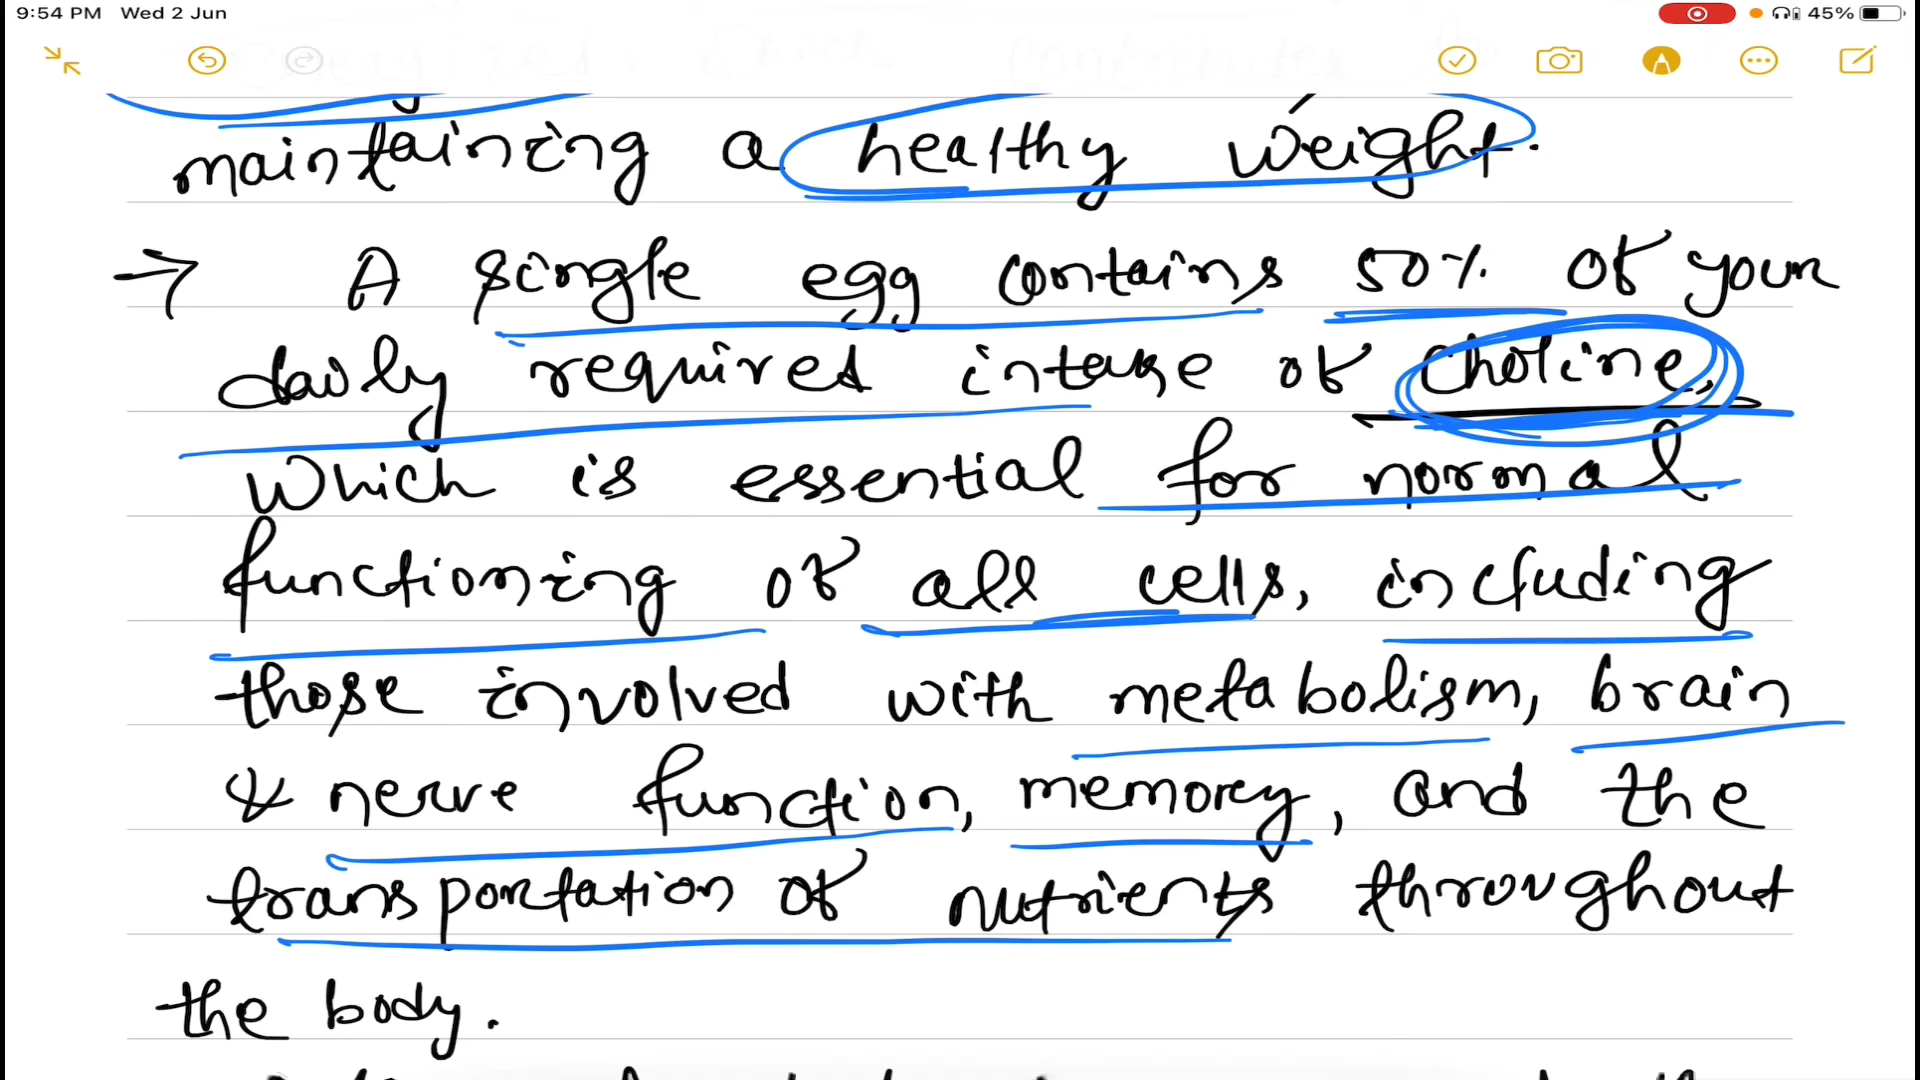 9:54 PM Wed 2 Jun 45%
maintaining a healthy weight.
→ A single egg contains 50% of your
daily required intake of choline,
which is essential for normal
functioning of all cells, including
those involved with metabolism, brain
& nerve function, memory, and the
transportation of nutrients throughout
the body.